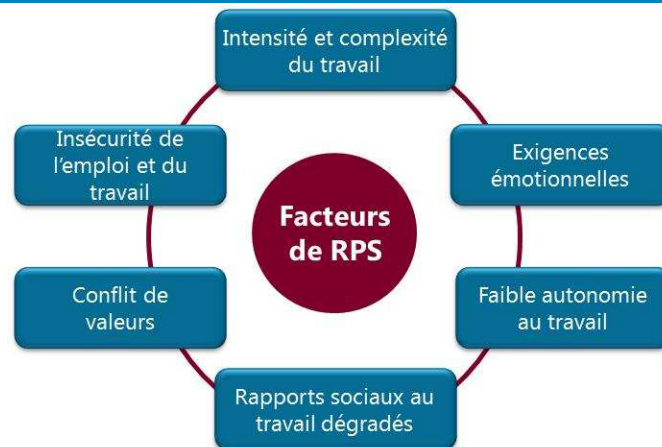 Intensité et complexité
du travail
Exigences
émotionnelles
Faible autonomie
au travail
Rapports sociaux au
travail dégradés
Conflit de
valeurs
Insécurité de
l'emploi et du
travail
Facteurs
de RPS